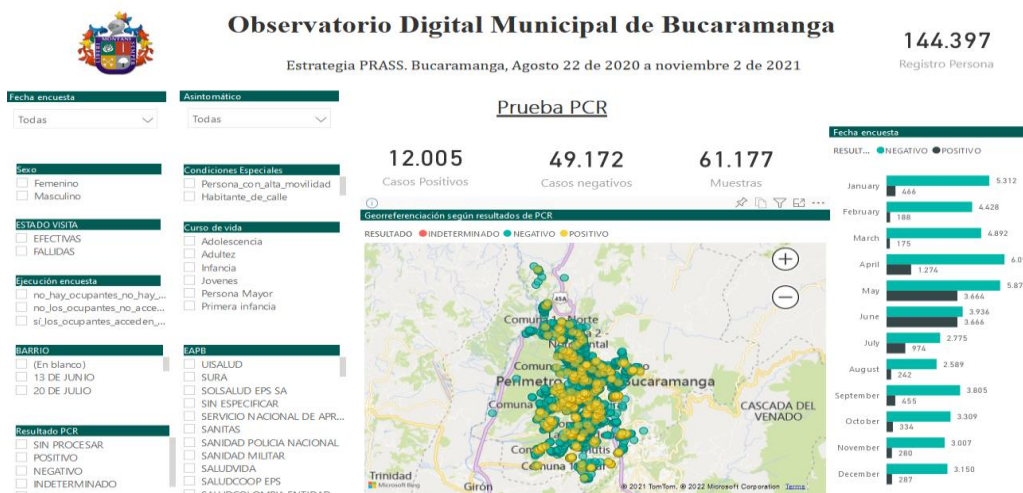 Observatorio Digital Municipal de Bucaramanga
Estrategia PRASS. Bucaramanga, Agosto 22 de 2020 a noviembre 2 de 2021
144.397
Registro Persona
Fecha encuesta
Todas
Asintomático
Todas
Prueba PCR
12.005
Casos Positivos
49.172
Casos negativos
61.177
Muestras
Sexo
Femenino
Masculino
ESTADO VISITA
EFECTIVAS
FALLIDAS
Ejecución encuesta
no_hay_ocupantes_no_hay_...
no_los_ocupantes_no_acce...
sí_los_ocupantes_acceden_...
BARRIO
(En blanco)
13 DE JUNIO
20 DE JULIO
Resultado PCR
SIN PROCESAR
POSITIVO
NEGATIVO
INDETERMINADO
Condiciones Especiales
Persona_con_alta_movilidad
Habitante_de_calle
Curso de vida
Adolescencia
Adultez
Infancia
Jovenes
Persona Mayor
Primera infancia
EAPB
UISALUD
SURA
SOLSALUD EPS SA
SIN ESPECIFICAR
SERVICIO NACIONAL DE APR...
SANITAS
SANIDAD POLICIA NACIONAL
SANIDAD MILITAR
SALUDVIDA
SALUDCOOP EPS
Georreferenciación según resultados de PCR
RESULTADO INDETERMINADO NEGATIVO POSITIVO
45A
Perímetro
CASCADA DEL
VENADO
Trinidad
Girón
Microsoft Bing
© 2021 TomTom, © 2022 Microsoft Corporation Terms
Fecha encuesta
RESULT... NEGATIVO POSITIVO
January 5.312
466
February 4.428
188
March 4.892
175
April
1.274
May
3.664
June 3.936
3.666
July 2.775
974
August 2.589
242
September 3.805
455
October 3.309
334
November 3.007
280
December 3.150
287